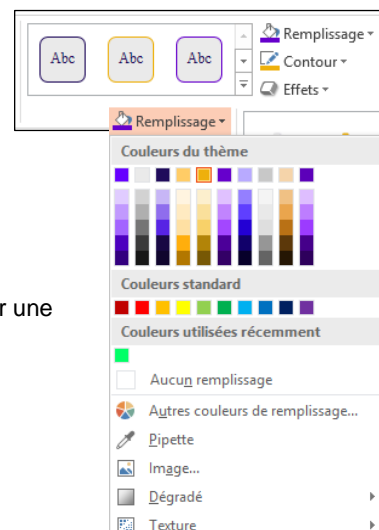 Abc Abc Abc
Remplissage
Contour
Effets
Remplissage
Couleurs du thème
Couleurs standard
r une
Couleurs utilisées récemment
Aucun remplissage
Autres couleurs de remplissage...
Pipette
Image...
Dégradé
Texture